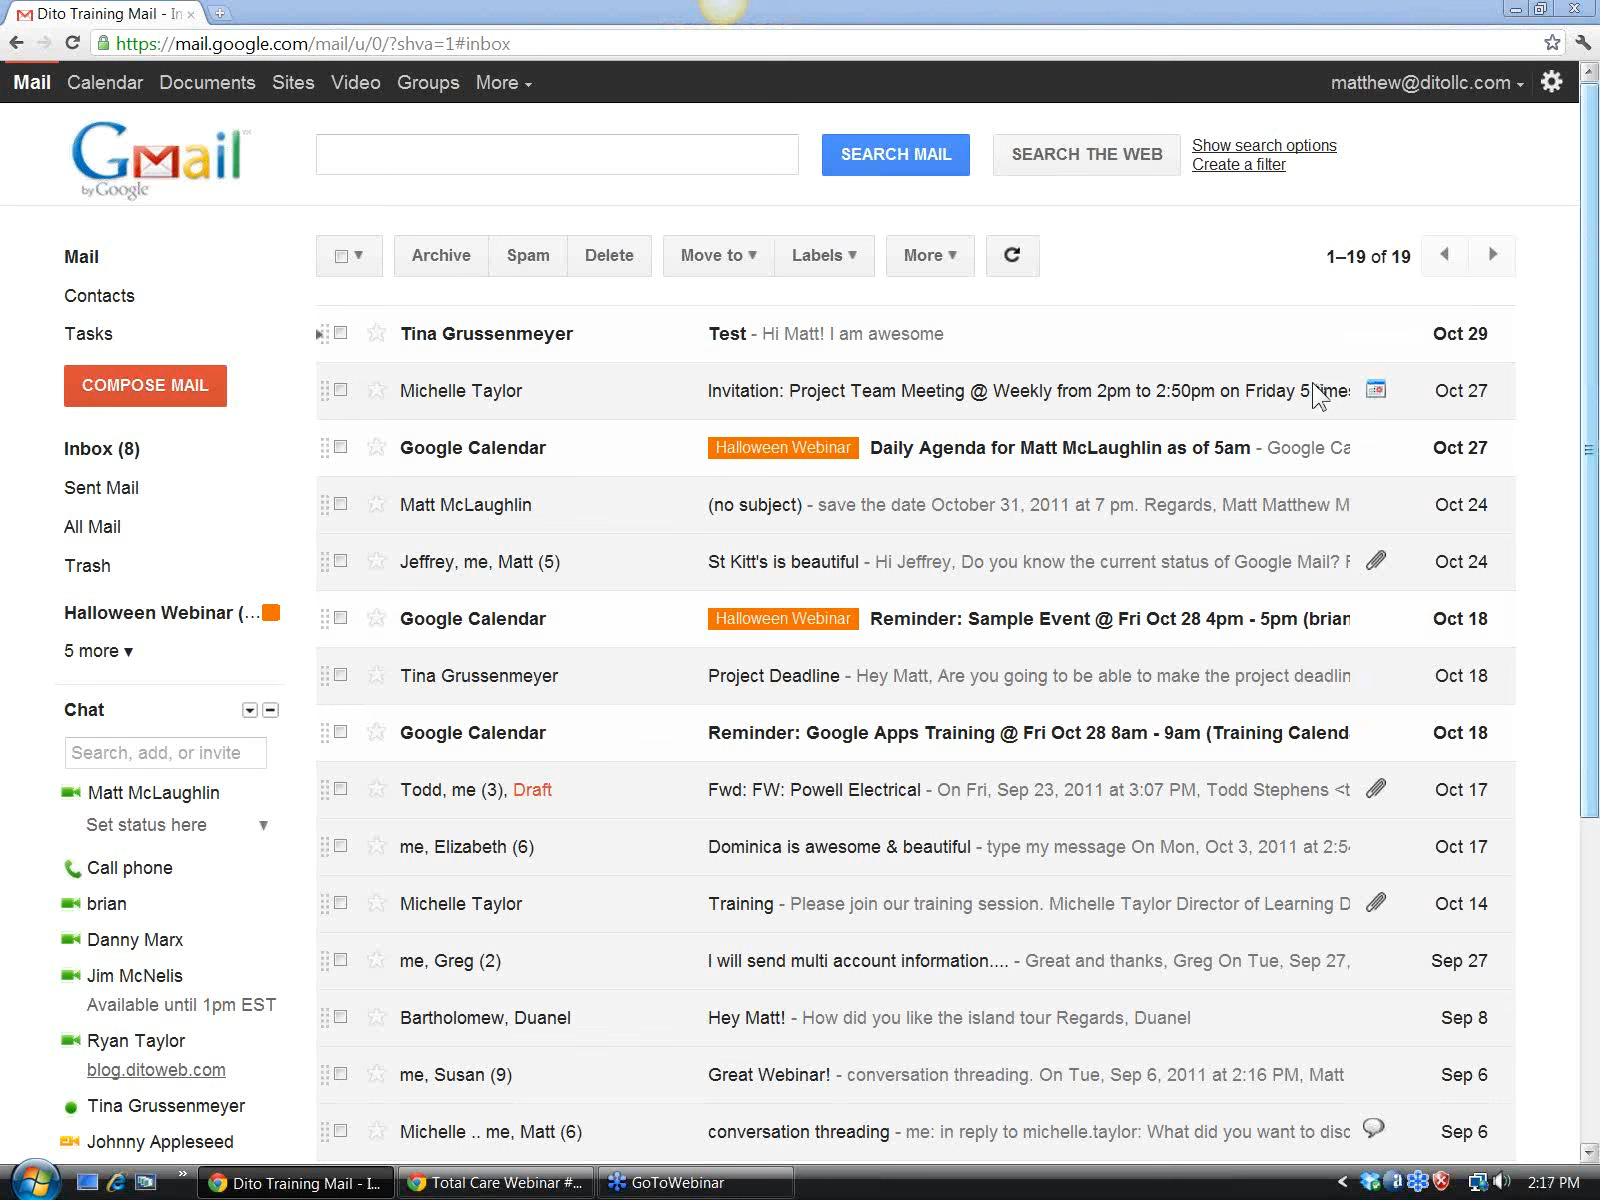 Dito Training Mail - In
https://mail.google.com/mail/u/0/?shva=1#inbox
Mail Calendar Documents Sites Video Groups More
matthew@ditollc.com
Gmail
by Google
SEARCH MAIL
SEARCH THE WEB
Show search options
Create a filter
Mail
Contacts
Tasks
COMPOSE MAIL
Inbox (8)
Sent Mail
All Mail
Trash
Halloween Webinar (...
5 more ▾
Chat
Search, add, or invite
Matt McLaughlin
Set status here
Call phone
brian
Danny Marx
Jim McNelis
Available until 1pm EST
Ryan Taylor
blog.ditoweb.com
Tina Grussenmeyer
Johnny Appleseed
Archive Spam Delete Move to Labels More
1–19 of 19
Tina Grussenmeyer Test - Hi Matt! I am awesome Oct 29
Michelle Taylor Invitation: Project Team Meeting @ Weekly from 2pm to 2:50pm on Friday 5 Oct 27
Google Calendar Halloween Webinar Daily Agenda for Matt McLaughlin as of 5am - Google Ca Oct 27
Matt McLaughlin (no subject) - save the date October 31, 2011 at 7 pm. Regards, Matt Matthew M Oct 24
Jeffrey, me, Matt (5) St Kitt's is beautiful - Hi Jeffrey, Do you know the current status of Google Mail? Oct 24
Google Calendar Halloween Webinar Reminder: Sample Event @ Fri Oct 28 4pm - 5pm (brian Oct 18
Tina Grussenmeyer Project Deadline - Hey Matt, Are you going to be able to make the project deadlin Oct 18
Google Calendar Reminder: Google Apps Training @ Fri Oct 28 8am - 9am (Training Calend Oct 18
Todd, me (3), Draft Fwd: FW: Powell Electrical - On Fri, Sep 23, 2011 at 3:07 PM, Todd Stephens <t Oct 17
me, Elizabeth (6) Dominica is awesome & beautiful - type my message On Mon, Oct 3, 2011 at 2:54 Oct 17
Michelle Taylor Training - Please join our training session. Michelle Taylor Director of Learning D Oct 14
me, Greg (2) I will send multi account information.... - Great and thanks, Greg On Tue, Sep 27, Sep 27
Bartholomew, Duanel Hey Matt! - How did you like the island tour Regards, Duanel Sep 8
me, Susan (9) Great Webinar! - conversation threading. On Tue, Sep 6, 2011 at 2:16 PM, Matt Sep 6
Michelle .. me, Matt (6) conversation threading - me: in reply to michelle.taylor: What did you want to disc Sep 6
Dito Training Mail - I...
Total Care Webinar #...
GoToWebinar
2:17 PM